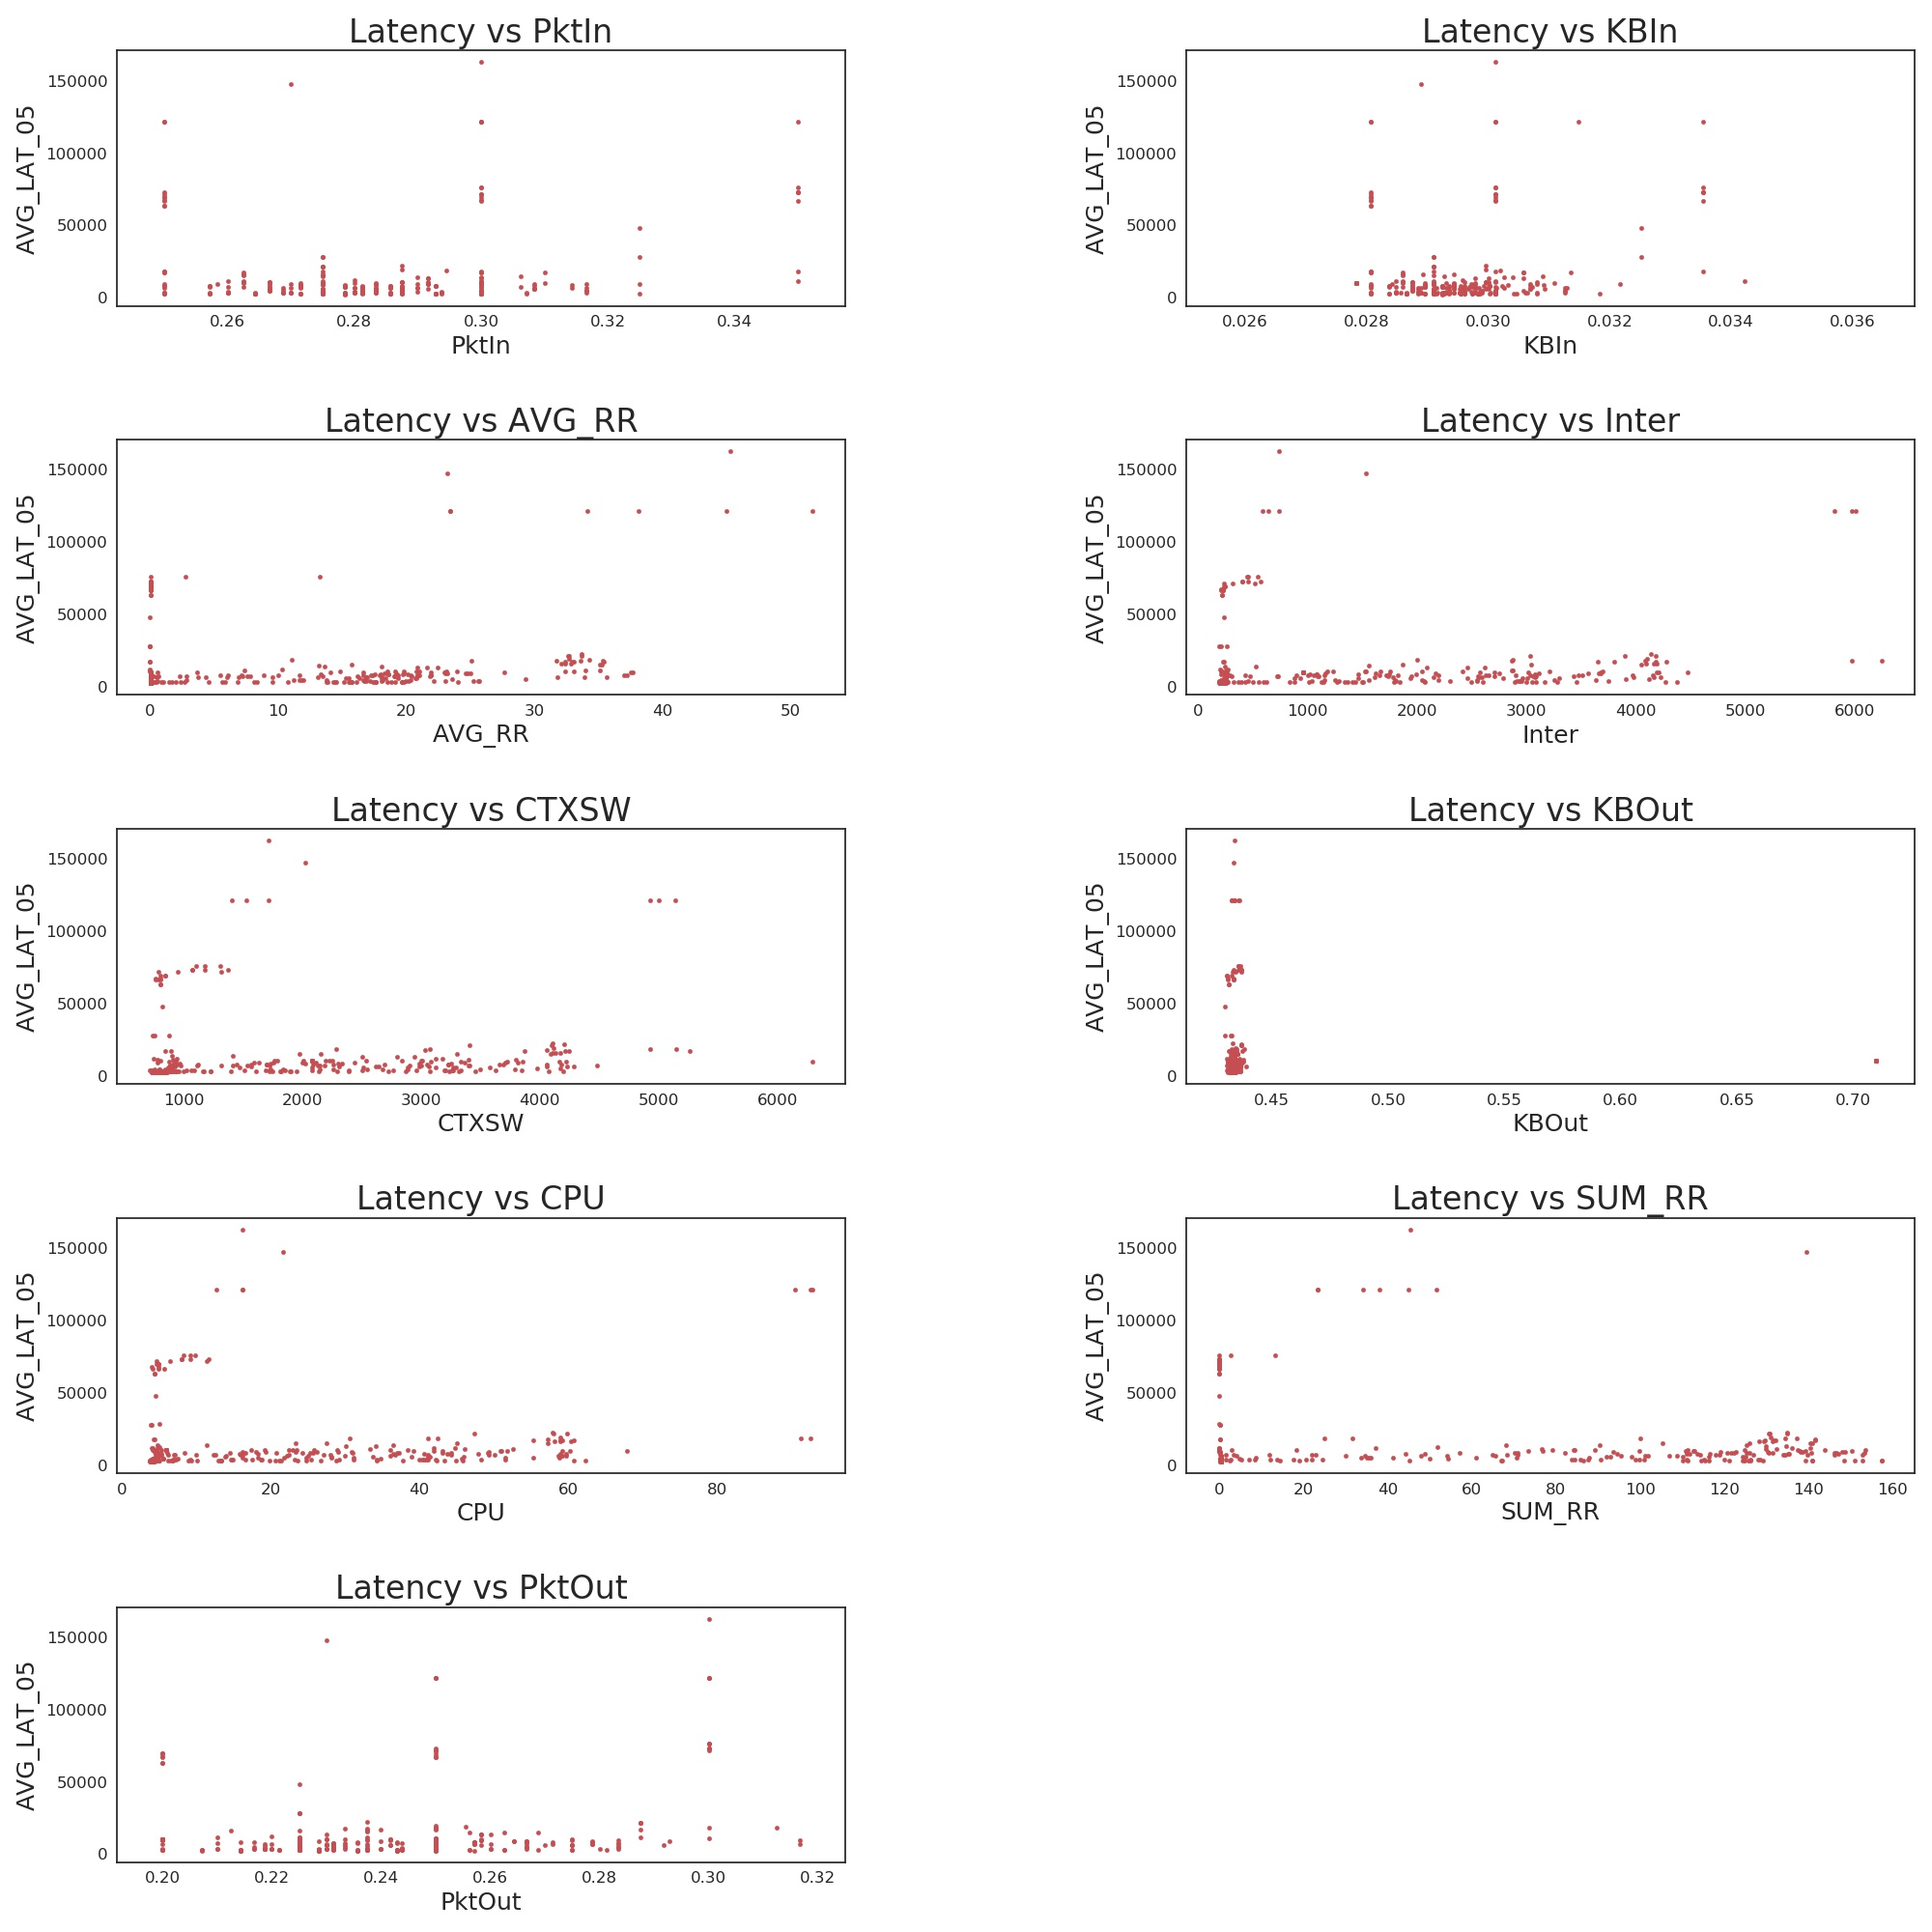 Latency vs PktIn
AVG_LAT_05
150000
100000
50000
0
0.26 0.28 0.30 0.32 0.34
PktIn
Latency vs KBIn
AVG_LAT_05
150000
100000
50000
0
0.026 0.028 0.030 0.032 0.034 0.036
KBIn
Latency vs AVG_RR
AVG_LAT_05
150000
100000
50000
0
0 10 20 30 40 50
AVG_RR
Latency vs Inter
AVG_LAT_05
150000
100000
50000
0
0 1000 2000 3000 4000 5000 6000
Inter
Latency vs CTXSW
AVG_LAT_05
150000
100000
50000
0
1000 2000 3000 4000 5000 6000
CTXSW
Latency vs KBOut
AVG_LAT_05
150000
100000
50000
0
0.45 0.50 0.55 0.60 0.65 0.70
KBOut
Latency vs CPU
AVG_LAT_05
150000
100000
50000
0
0 20 40 60 80
CPU
Latency vs SUM_RR
AVG_LAT_05
150000
100000
50000
0
0 20 40 60 80 100 120 140 160
SUM_RR
Latency vs PktOut
AVG_LAT_05
150000
100000
50000
0
0.20 0.22 0.24 0.26 0.28 0.30 0.32
PktOut